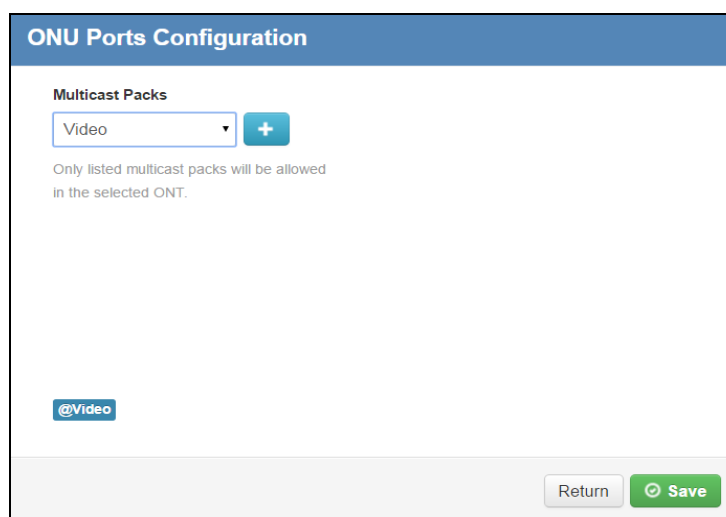 ONU Ports Configuration
Multicast Packs
Video
Only listed multicast packs will be allowed
in the selected ONT.
@Video
Return
Save